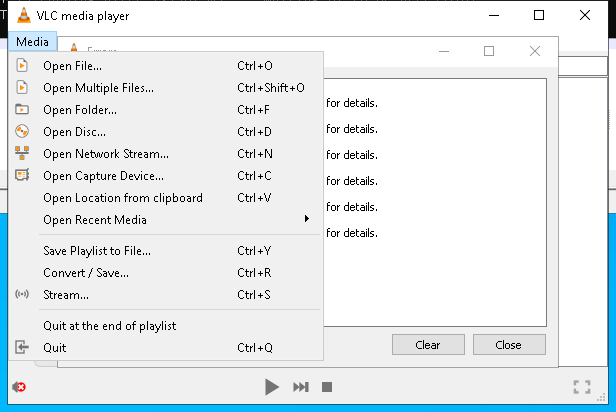 VLC media player
Media
Open File... Ctrl+O
Open Multiple Files... Ctrl+Shift+O
Open Folder... Ctrl+F
Open Disc... Ctrl+D
Open Network Stream... Ctrl+N
Open Capture Device... Ctrl+C
Open Location from clipboard Ctrl+V
Open Recent Media
Save Playlist to File... Ctrl+Y
Convert / Save... Ctrl+R
Stream... Ctrl+S
Quit at the end of playlist
Quit Ctrl+Q
for details.
for details.
for details.
for details.
for details.
for details.
Clear Close